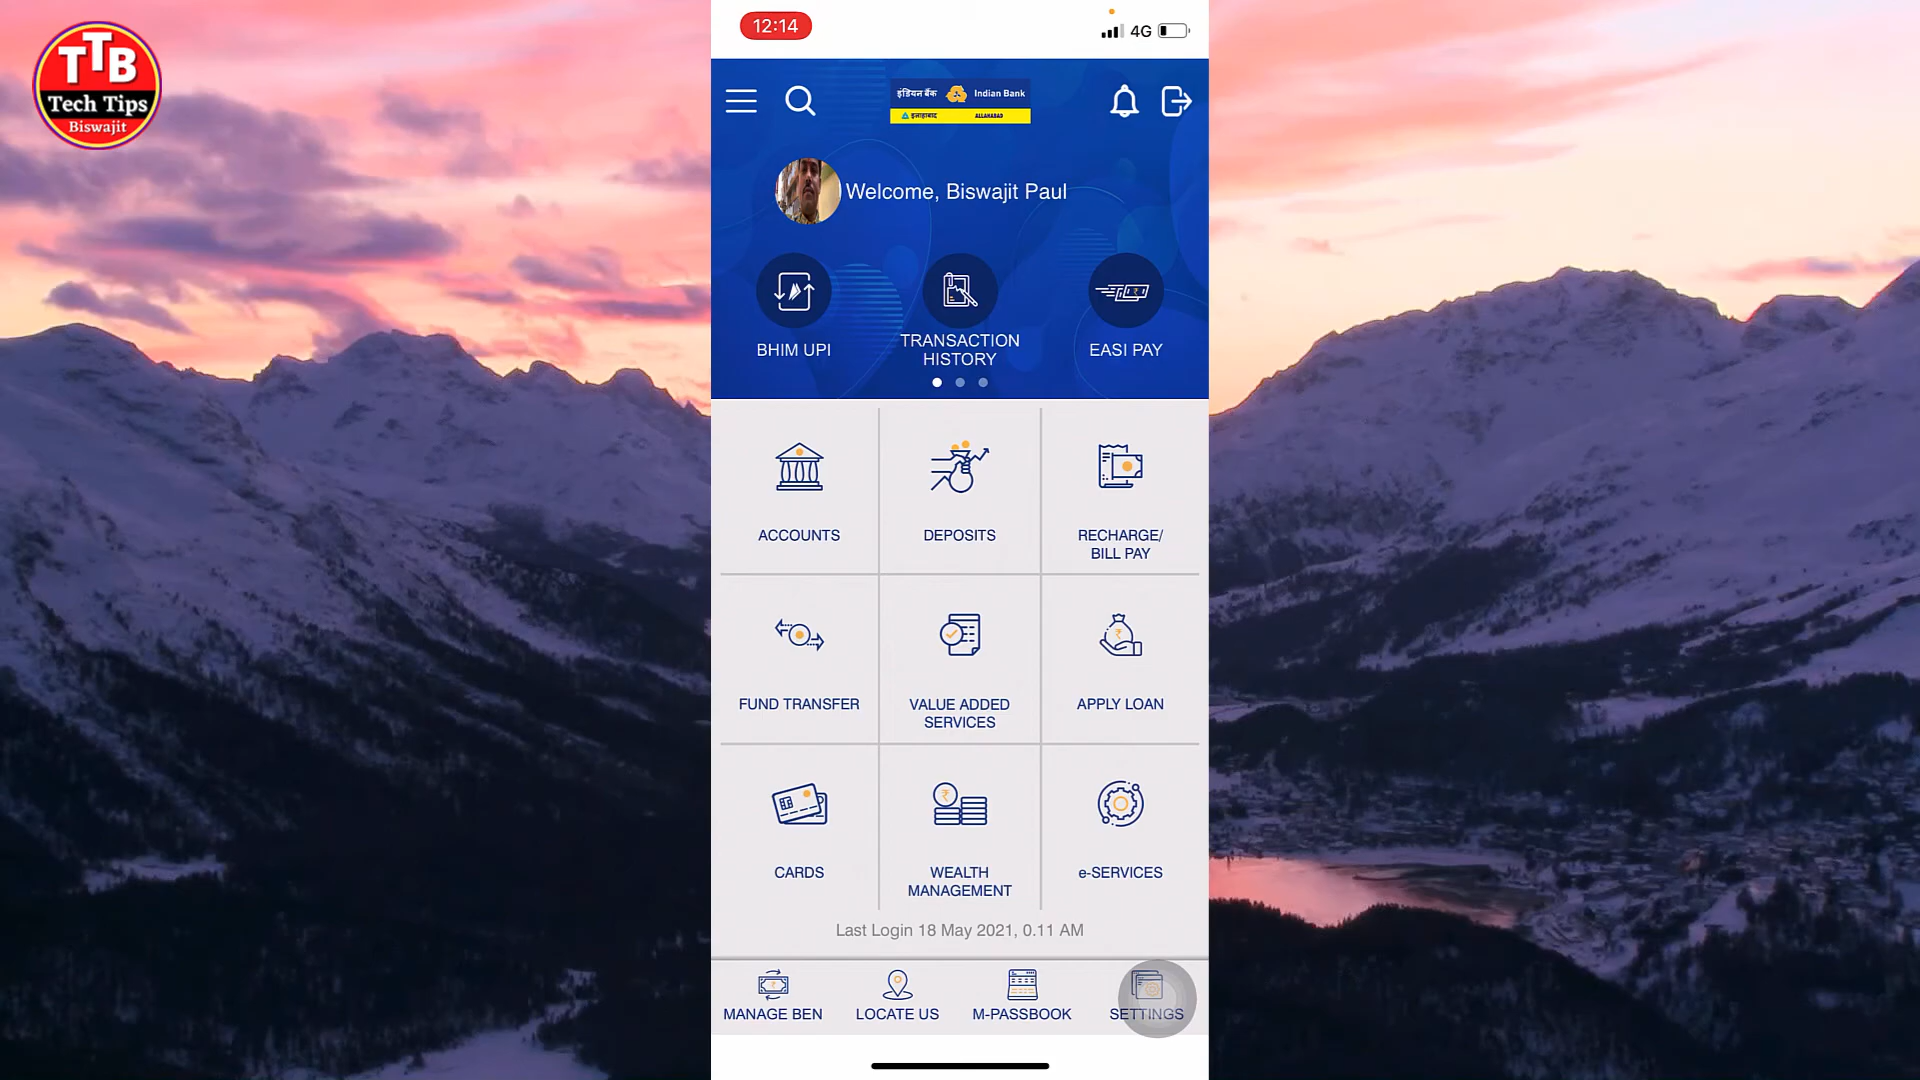 TTB
Tech Tips
Biswajit
12:14
4G
इंडियन बैंक Indian Bank
इलाहाबाद ALLAHABAD
Welcome, Biswajit Paul
BHIM UPI
TRANSACTION
HISTORY
EASI PAY
ACCOUNTS
DEPOSITS
RECHARGE/
BILL PAY
FUND TRANSFER
VALUE ADDED
SERVICES
APPLY LOAN
CARDS
WEALTH
MANAGEMENT
e-SERVICES
Last Login 18 May 2021, 0.11 AM
MANAGE BEN
LOCATE US
M-PASSBOOK
SETTINGS